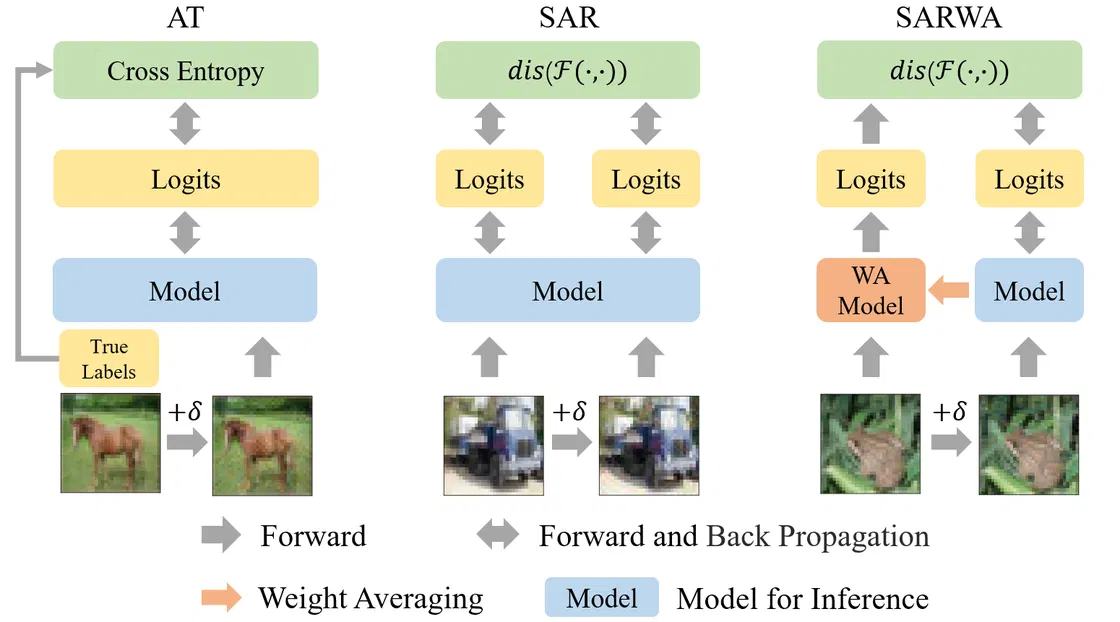 AT
SAR
SARWA
Cross Entropy
dis(ℱ(·,·))
dis(ℱ(·,·))
Logits
Logits
Logits
Logits
Logits
Model
Model
WA
Model
Model
True
Labels
+δ
+δ
+δ
Forward
Forward and Back Propagation
Weight Averaging
Model
Model for Inference